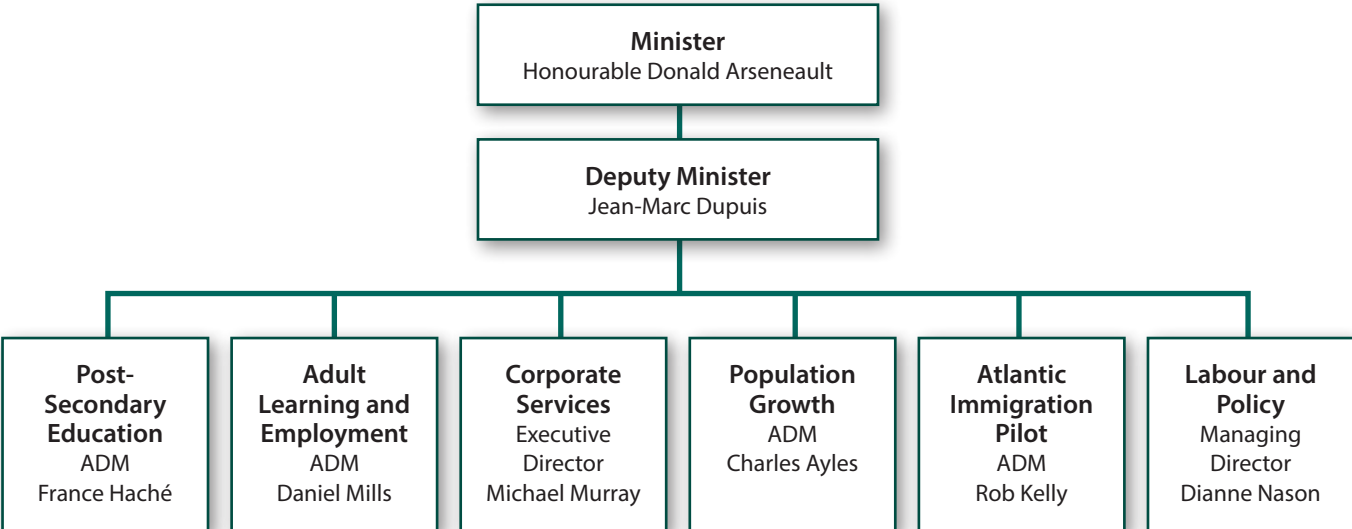 Minister
Honourable Donald Arseneault
Deputy Minister
Jean-Marc Dupuis
Post-
Secondary
Education
ADM
France Haché
Adult
Learning and
Employment
ADM
Daniel Mills
Corporate
Services
Executive
Director
Michael Murray
Population
Growth
ADM
Charles Ayles
Atlantic
Immigration
Pilot
ADM
Rob Kelly
Labour and
Policy
Managing
Director
Dianne Nason